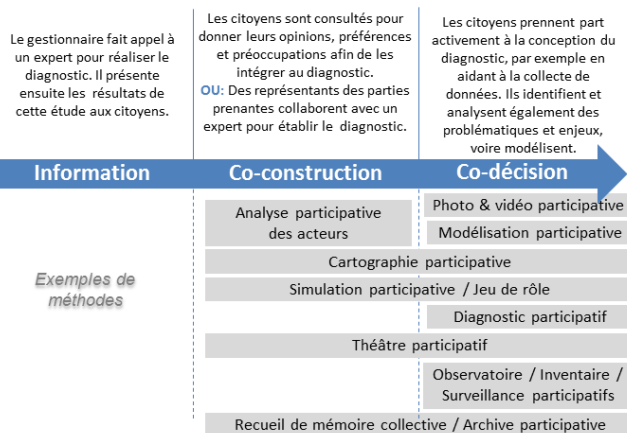 Le gestionnaire fait appel à
un expert pour réaliser le
diagnostic. Il présente
ensuite les résultats de
cette étude aux citoyens.
Les citoyens sont consultés pour
donner leurs opinions, préférences
et préoccupations afin de les
intégrer au diagnostic.
OU: Des représentants des parties
prenantes collaborent avec un
expert pour établir le diagnostic.
Les citoyens prennent part
activement à la conception du
diagnostic, par exemple en
aidant à la collecte de
données. Ils identifient et
analysent également des
problématiques et enjeux,
voire modélisent.
Information
Co-construction
Co-décision
Exemples de
méthodes
Analyse participative
des acteurs
Photo & vidéo participative
Modélisation participative
Cartographie participative
Simulation participative / Jeu de rôle
Diagnostic participatif
Théâtre participatif
Observatoire / Inventaire /
Surveillance participatifs
Recueil de mémoire collective / Archive participative